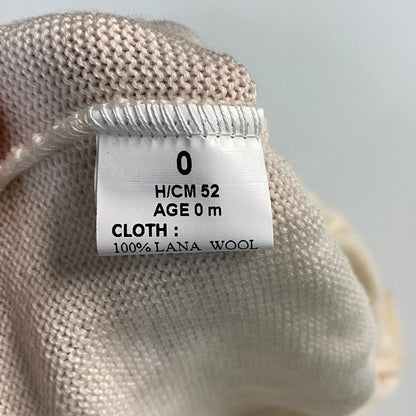 0
H/CM 52
AGE 0 m
CLOTH :
100% LANA WOOL